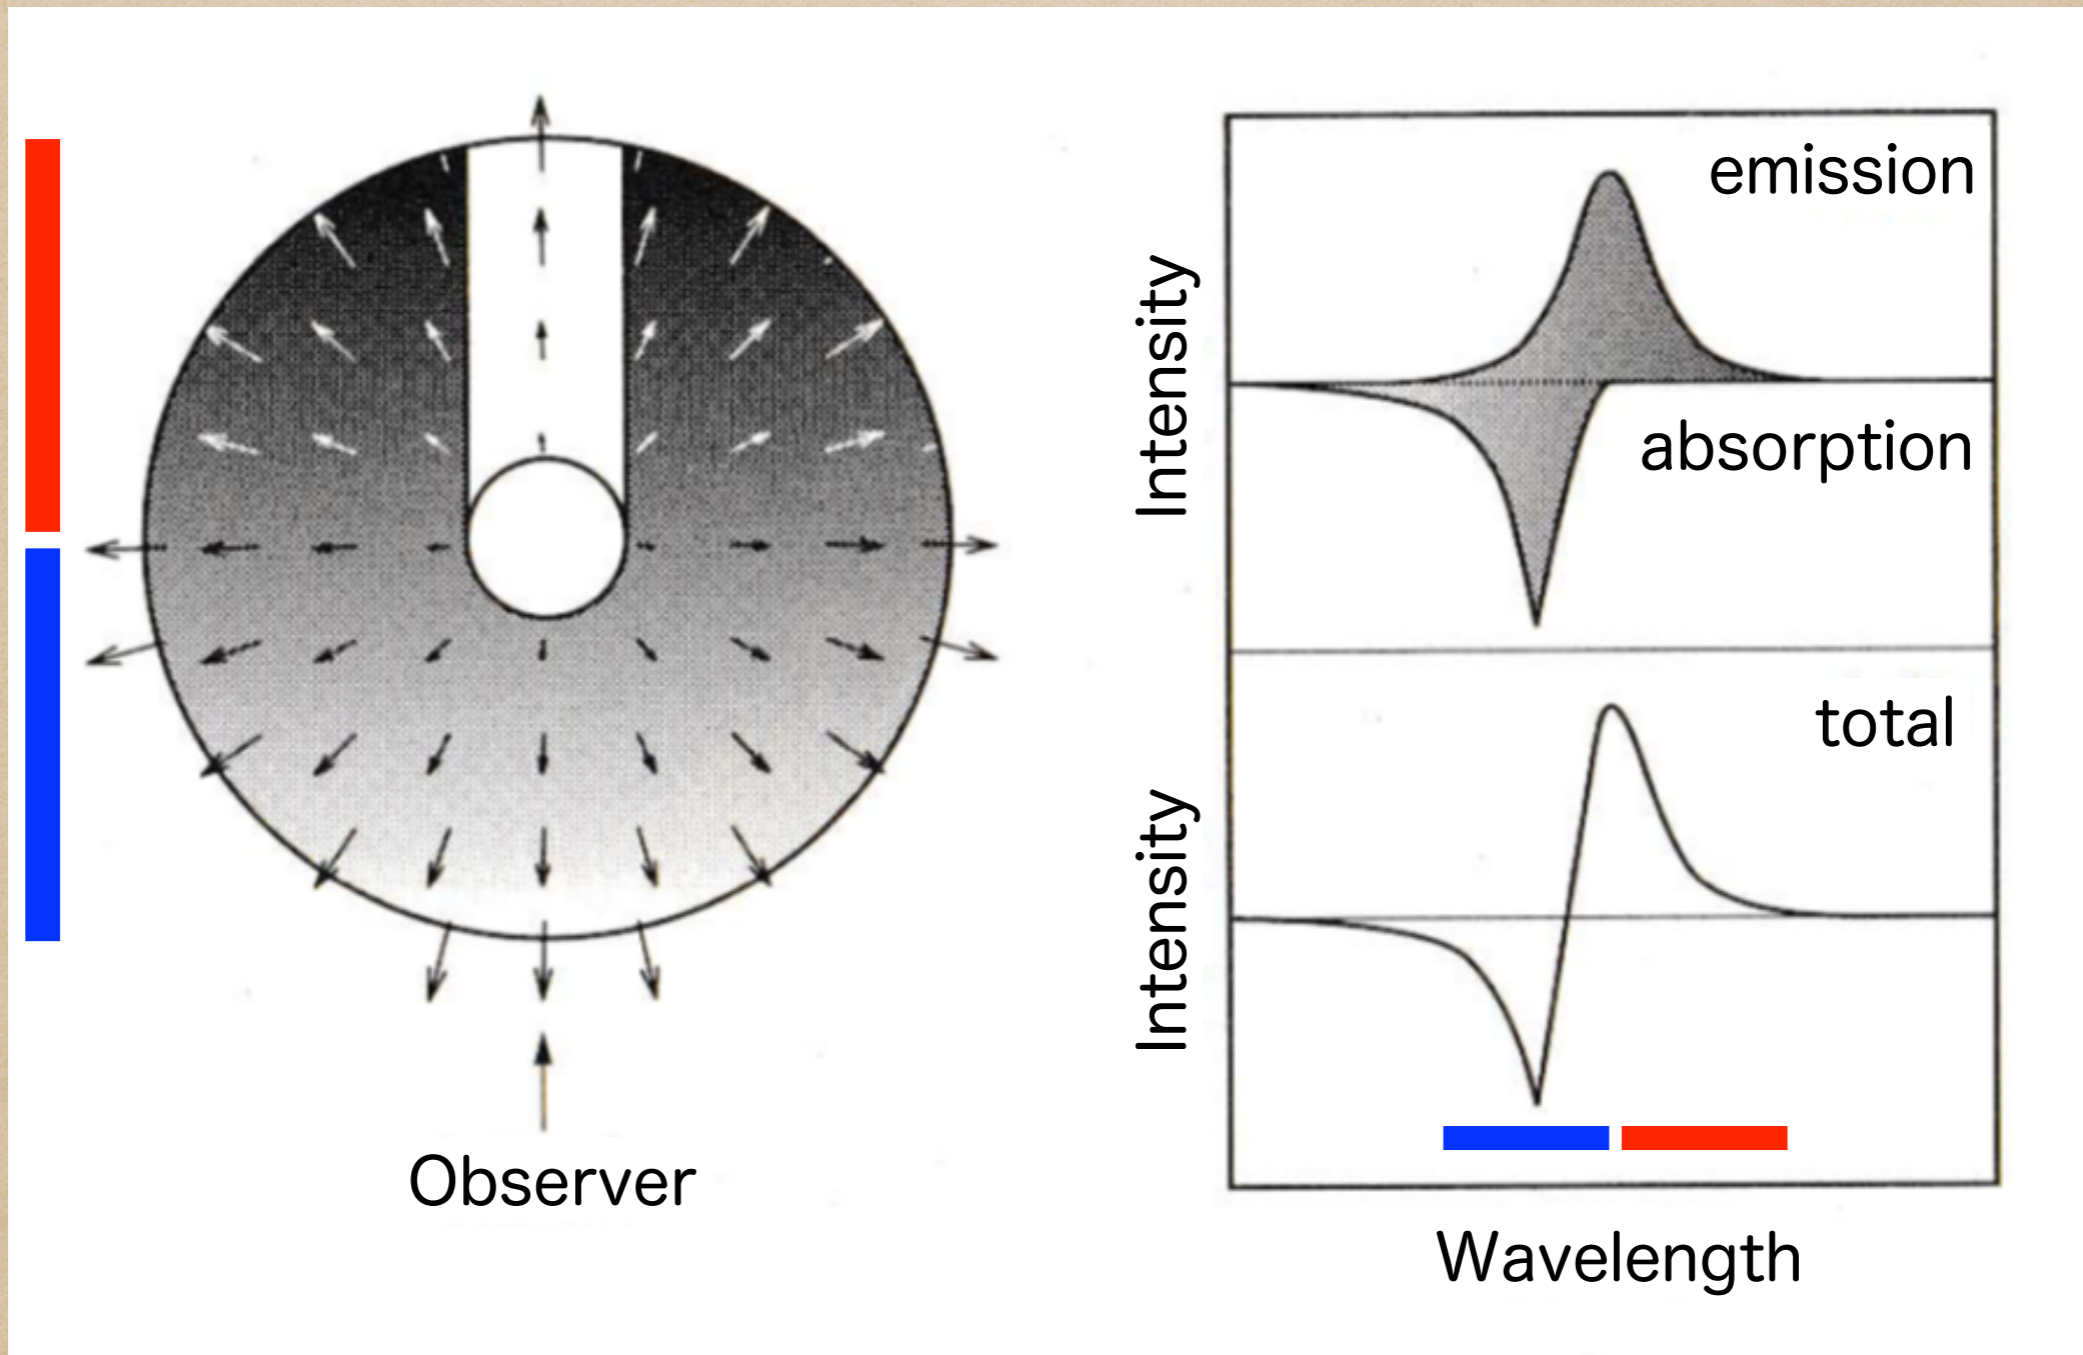 Observer
Intensity
emission
absorption
Intensity
total
Wavelength